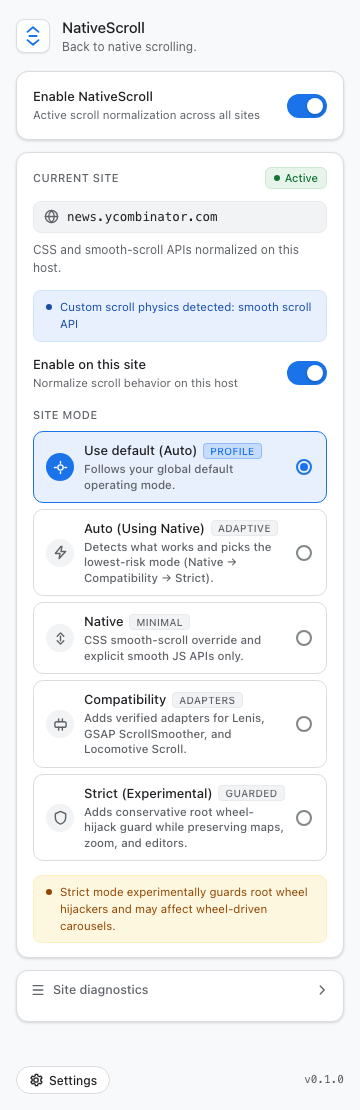 NativeScroll
Back to native scrolling.
Enable NativeScroll
Active scroll normalization across all sites
CURRENT SITE
Active
news.ycombinator.com
CSS and smooth-scroll APIs normalized on this
host.
Custom scroll physics detected: smooth scroll
API
Enable on this site
Normalize scroll behavior on this host
SITE MODE
Use default (Auto) PROFILE
Follows your global default
operating mode.
Auto (Using Native) ADAPTIVE
Detects what works and picks the
lowest-risk mode (Native →
Compatibility → Strict).
Native MINIMAL
CSS smooth-scroll override and
explicit smooth JS APIs only.
Compatibility ADAPTERS
Adds verified adapters for Lenis,
GSAP ScrollSmoother, and
Locomotive Scroll.
Strict (Experimental) GUARDED
Adds conservative root wheel-
hijack guard while preserving maps,
zoom, and editors.
Strict mode experimentally guards root wheel
hijackers and may affect wheel-driven
carousels.
Site diagnostics
Settings
v0.1.0